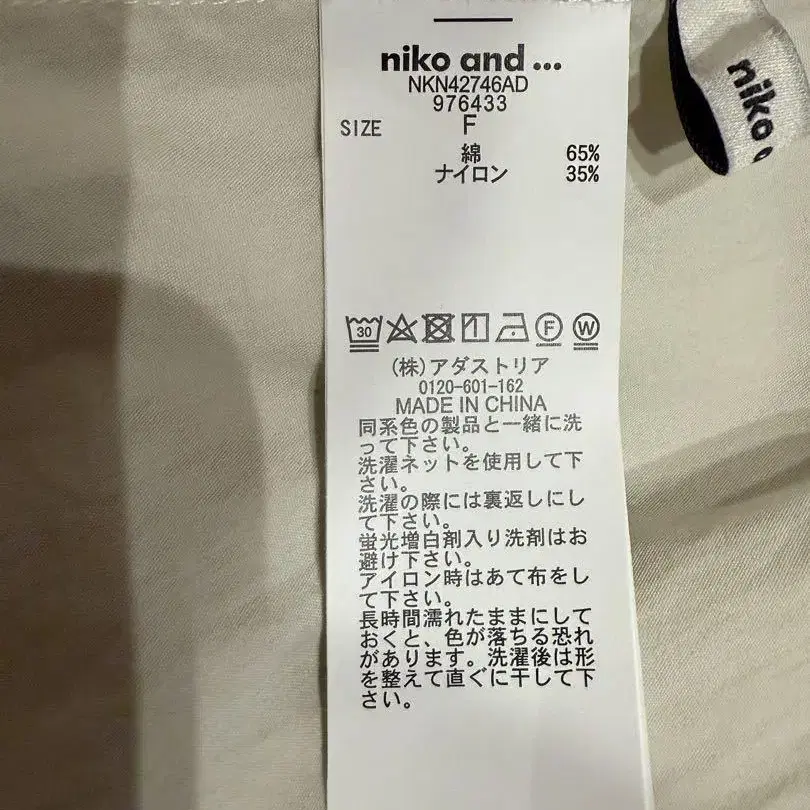 niko and ...
NKN42746AD
976433
SIZE F
綿 65%
ナイロン 35%
30
F
W
(株)アダストリア
0120-601-162
MADE IN CHINA
同系色の製品と一緒に洗
って下さい。
洗濯ネットを使用して下
さい。
洗濯の際には裏返しにし
て下さい。
蛍光増白剤入り洗剤はお
避け下さい。
アイロン時はあて布をし
て下さい。
長時間濡れたままにして
おくと、色が落ちる恐れ
があります。洗濯後は形
を整えて直ぐに干して下
さい。
niko